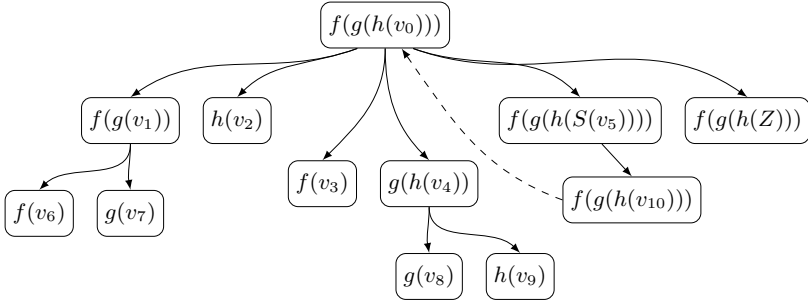 f(g(h(v₀)))
f(g(v₁))
h(v₂)
f(g(h(S(v₅))))
f(g(h(Z)))
f(v₃)
g(h(v₄))
f(v₆)
g(v₇)
f(g(h(v₁₀)))
g(v₈)
h(v₉)